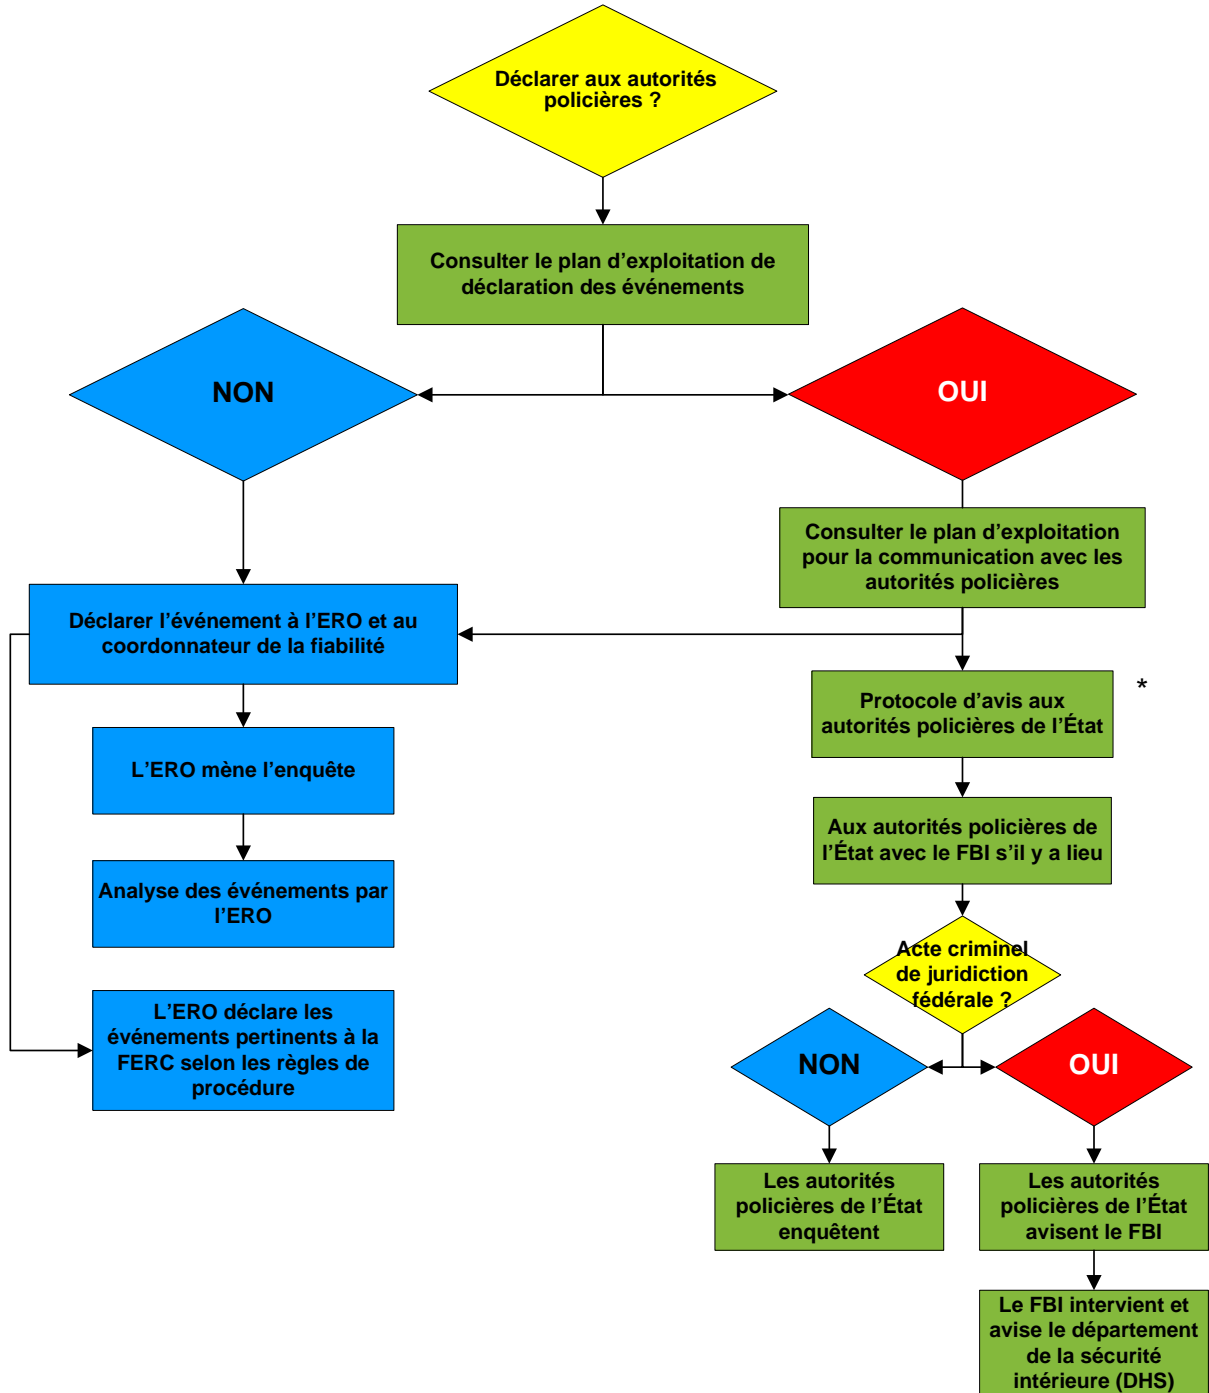 Déclarer aux autorités
policières ?
Consulter le plan d’exploitation de
déclaration des événements
NON
OUI
Consulter le plan d’exploitation
pour la communication avec les
autorités policières
Déclarer l’événement à l’ERO et au
coordonnateur de la fiabilité
Protocole d’avis aux
autorités policières de l’État
*
L’ERO mène l’enquête
Aux autorités policières de
l’État avec le FBI s’il y a lieu
Analyse des événements par
l’ERO
Acte criminel
de juridiction
fédérale ?
L’ERO déclare les
événements pertinents à la
FERC selon les règles de
procédure
NON
OUI
Les autorités
policières de l’État
enquêtent
Les autorités
policières de l’État
avisent le FBI
Le FBI intervient et
avise le département
de la sécurité
intérieure (DHS)